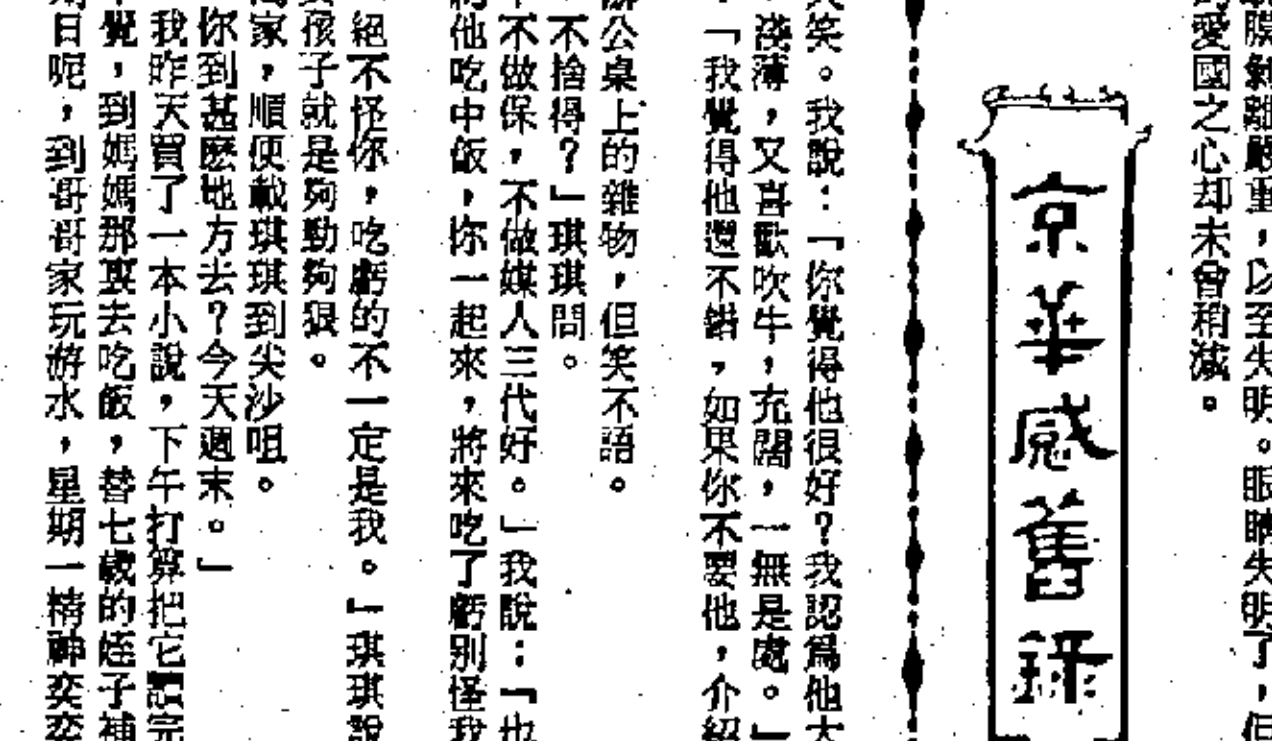 膜剝離嚴重,以至失明。眼睛失明了,但
愛國之心却未曾稍減。
京華感舊錄
笑。我說:「你覺得他很好?我認爲他太
淺薄,又喜歡吹牛,充闊,一無是處。」
「我覺得他還不錯,如果你不要他,介紹
公桌上的雜物,但笑不語。
不捨得?」琪琪問。
不做保,不做媒人三代好。」我說:「也
他吃中飯,你一起來,將來吃了虧别怪我
絕不怪你,吃虧的不一定是我。」琪琪說
孩子就是夠勁夠狠。
家,順便載琪琪到尖沙咀。
你到甚麽地方去?今天週末。」
我昨天買了一本小說,下午打算把它讀完
覺,到媽媽那裏去吃飯,替七歲的姪子補
日呢,到哥哥家玩游水,星期一精神奕奕